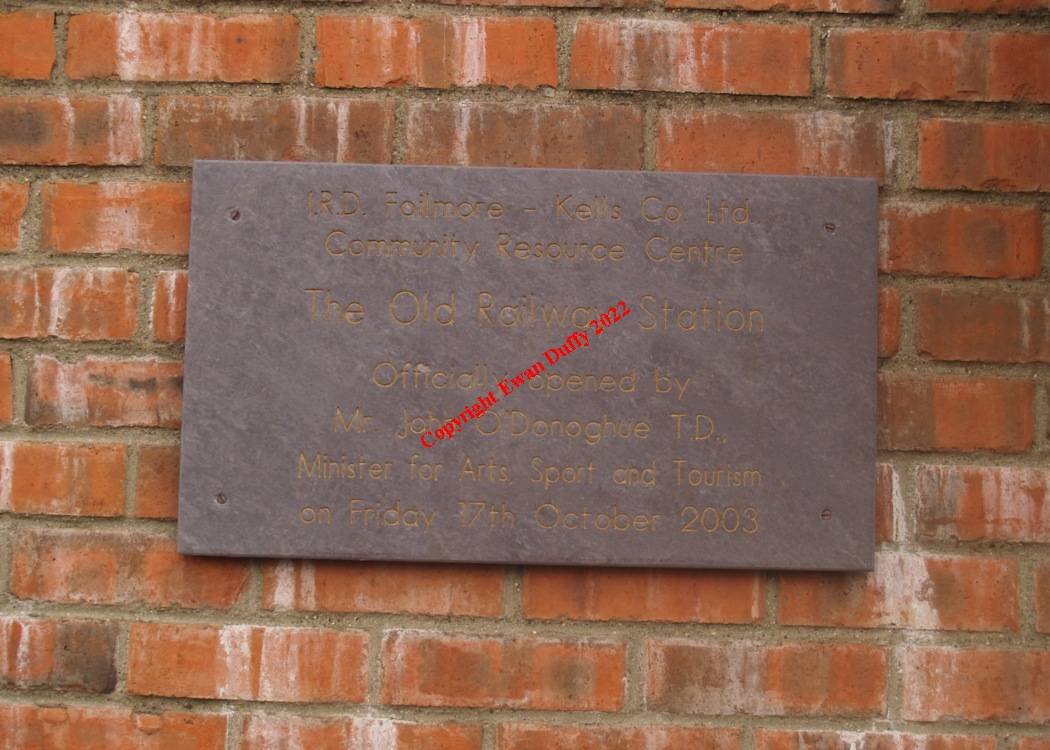 I.R.D. Foilmore – Kells Co. Ltd.,
Community Resource Centre
The Old Railway Station
Officially opened by
Mr. John O'Donoghue T.D.,
Minister for Arts, Sport and Tourism
on Friday 17th October 2003
Copyright Ewan Duffy 2022